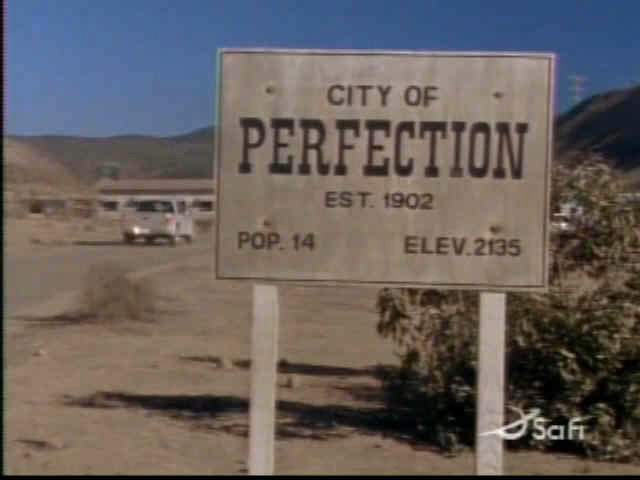 CITY OF
PERFECTION
EST. 1902
POP. 14 ELEV. 2135
SciFi